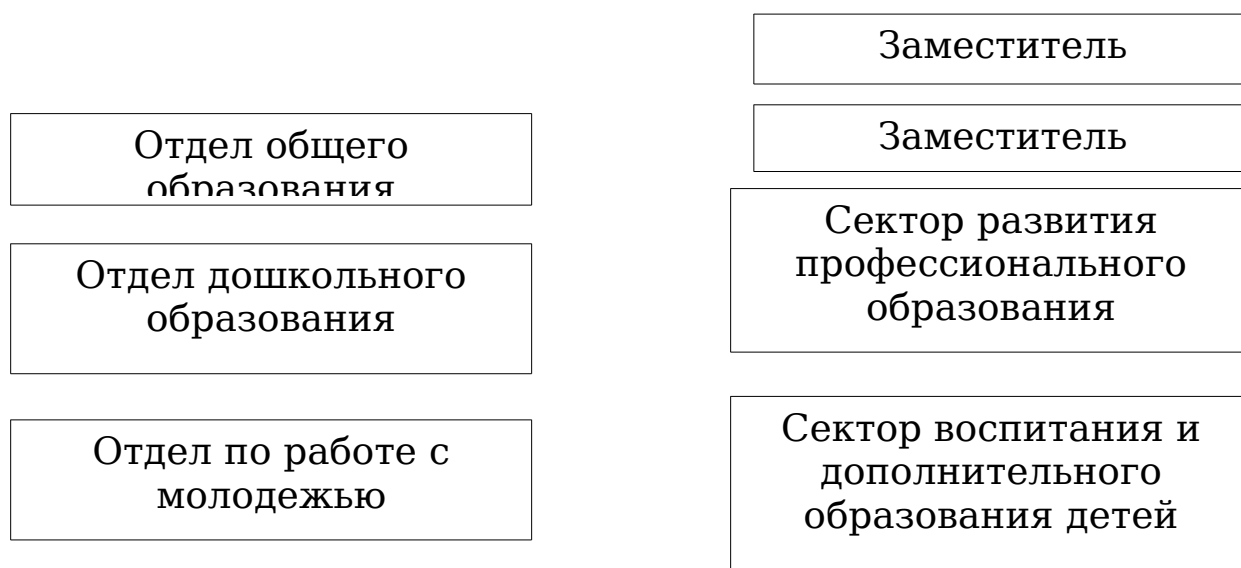 Заместитель
Заместитель
Отдел общего
образования
Отдел дошкольного
образования
Отдел по работе с
молодежью
Сектор развития
профессионального
образования
Сектор воспитания и
дополнительного
образования детей